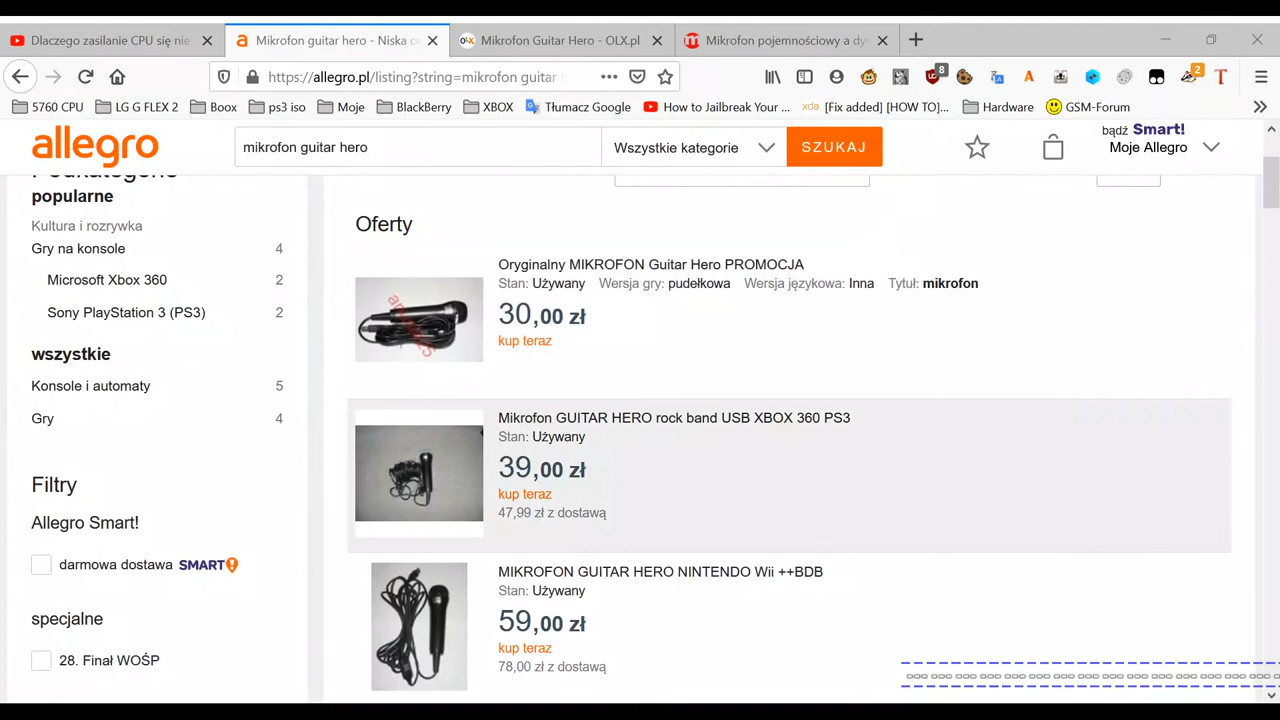 Dlaczego zasilanie CPU się nie
Mikrofon guitar hero - Niska ce
Mikrofon Guitar Hero - OLX.pl
Mikrofon pojemnościowy a dy
https://allegro.pl/listing?string=mikrofon guitar
8
2
5760 CPU
LG G FLEX 2
Boox
ps3 iso
Moje
BlackBerry
XBOX
Tłumacz Google
How to Jailbreak Your ...
[Fix added] [HOW TO]...
Hardware
GSM-Forum
allegro
mikrofon guitar hero
Wszystkie kategorie
SZUKAJ
bądź Smart!
Moje Allegro
Podkategorie
popularne
Kultura i rozrywka
Gry na konsole 4
Microsoft Xbox 360 2
Sony PlayStation 3 (PS3) 2
wszystkie
Konsole i automaty 5
Gry 4
Filtry
Allegro Smart!
darmowa dostawa SMART!
specjalne
28. Finał WOŚP
Oferty
Oryginalny MIKROFON Guitar Hero PROMOCJA
Stan: Używany Wersja gry: pudełkowa Wersja językowa: Inna Tytuł: mikrofon
30,00 zł
kup teraz
Mikrofon GUITAR HERO rock band USB XBOX 360 PS3
Stan: Używany
39,00 zł
kup teraz
47,99 zł z dostawą
MIKROFON GUITAR HERO NINTENDO Wii ++BDB
Stan: Używany
59,00 zł
kup teraz
78,00 zł z dostawą